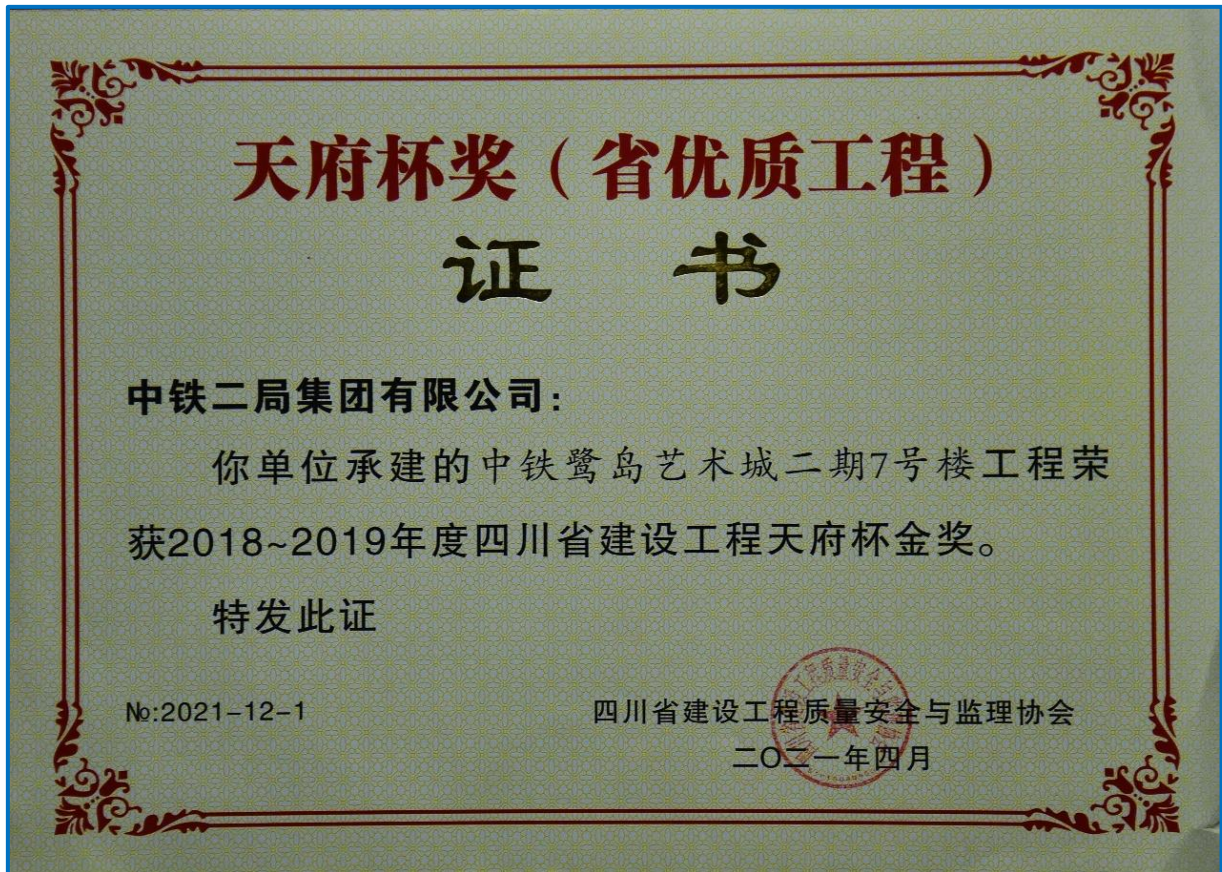 天府杯奖（省优质工程）
证 书
中铁二局集团有限公司：
你单位承建的中铁鹭岛艺术城二期7号楼工程荣
获2018~2019年度四川省建设工程天府杯金奖。
特发此证
№:2021-12-1
四川省建设工程质量安全与监理协会
二〇二一年四月